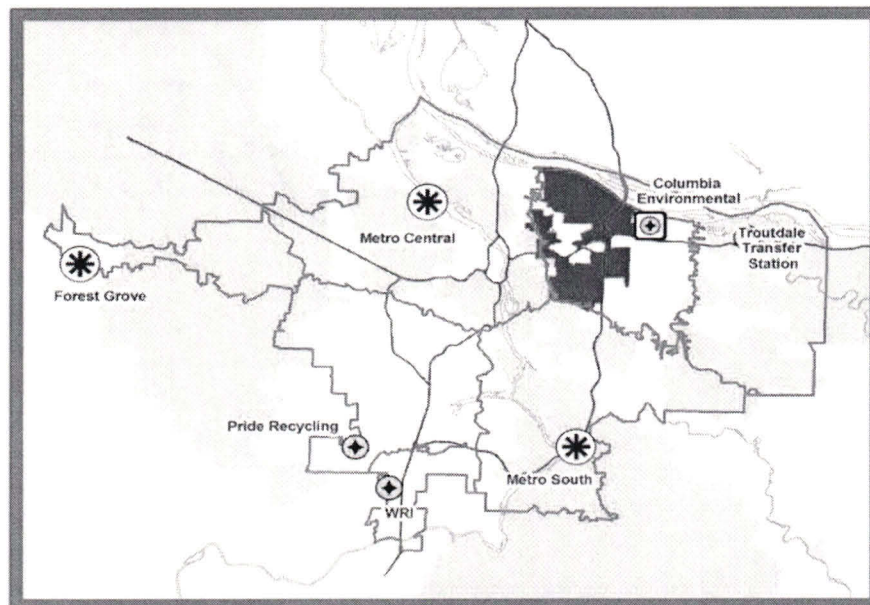 Columbia
Environmental
Metro Central
Troutdale
Transfer
Station
Forest Grove
Pride Recycling
Metro South
WRI